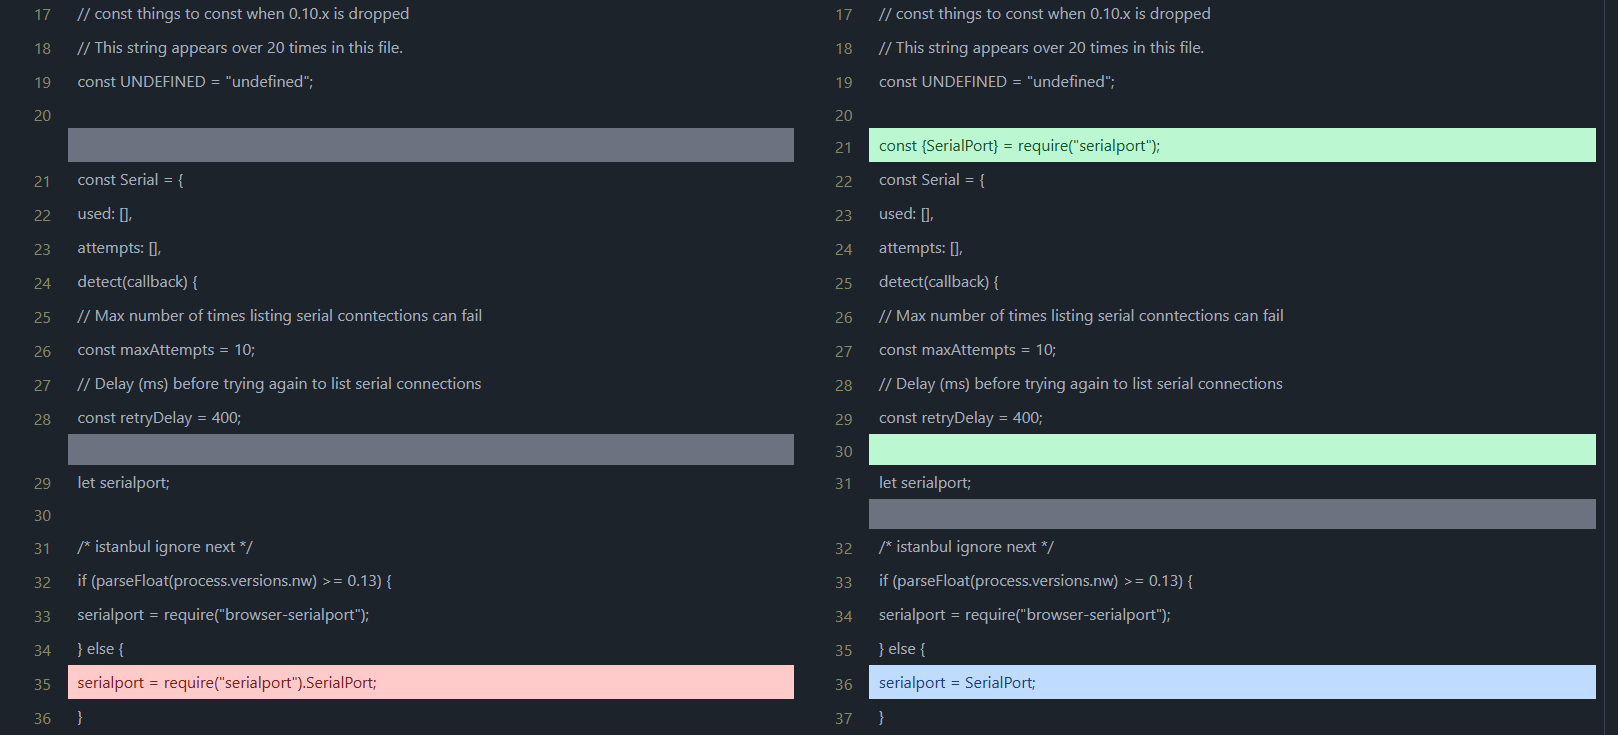 17 // const things to const when 0.10.x is dropped
18 // This string appears over 20 times in this file.
19 const UNDEFINED = "undefined";
20
21 const Serial = {
22 used: [],
23 attempts: [],
24 detect(callback) {
25 // Max number of times listing serial conntections can fail
26 const maxAttempts = 10;
27 // Delay (ms) before trying again to list serial connections
28 const retryDelay = 400;
29 let serialport;
30
31 /* istanbul ignore next */
32 if (parseFloat(process.versions.nw) >= 0.13) {
33 serialport = require("browser-serialport");
34 } else {
35 serialport = require("serialport").SerialPort;
36 }
17 // const things to const when 0.10.x is dropped
18 // This string appears over 20 times in this file.
19 const UNDEFINED = "undefined";
20
21 const {SerialPort} = require("serialport");
22 const Serial = {
23 used: [],
24 attempts: [],
25 detect(callback) {
26 // Max number of times listing serial conntections can fail
27 const maxAttempts = 10;
28 // Delay (ms) before trying again to list serial connections
29 const retryDelay = 400;
30
31 let serialport;
32 /* istanbul ignore next */
33 if (parseFloat(process.versions.nw) >= 0.13) {
34 serialport = require("browser-serialport");
35 } else {
36 serialport = SerialPort;
37 }